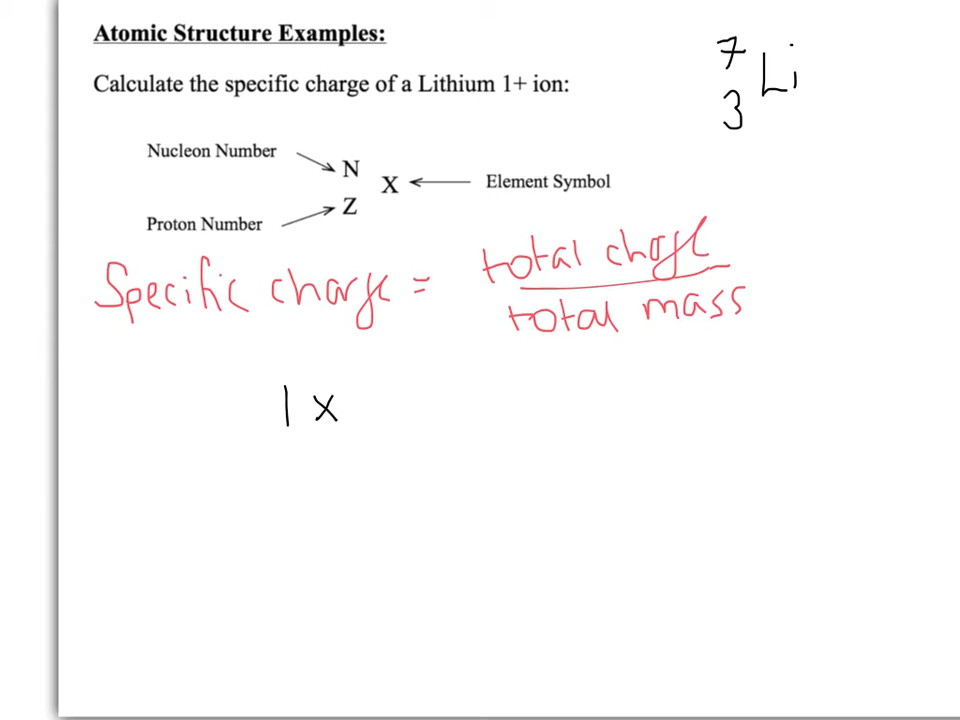 Atomic Structure Examples:
Calculate the specific charge of a Lithium 1+ ion:
7
3 Li
Nucleon Number
N
X
Element Symbol
Z
Proton Number
Specific charge = total charge
total mass
1 x